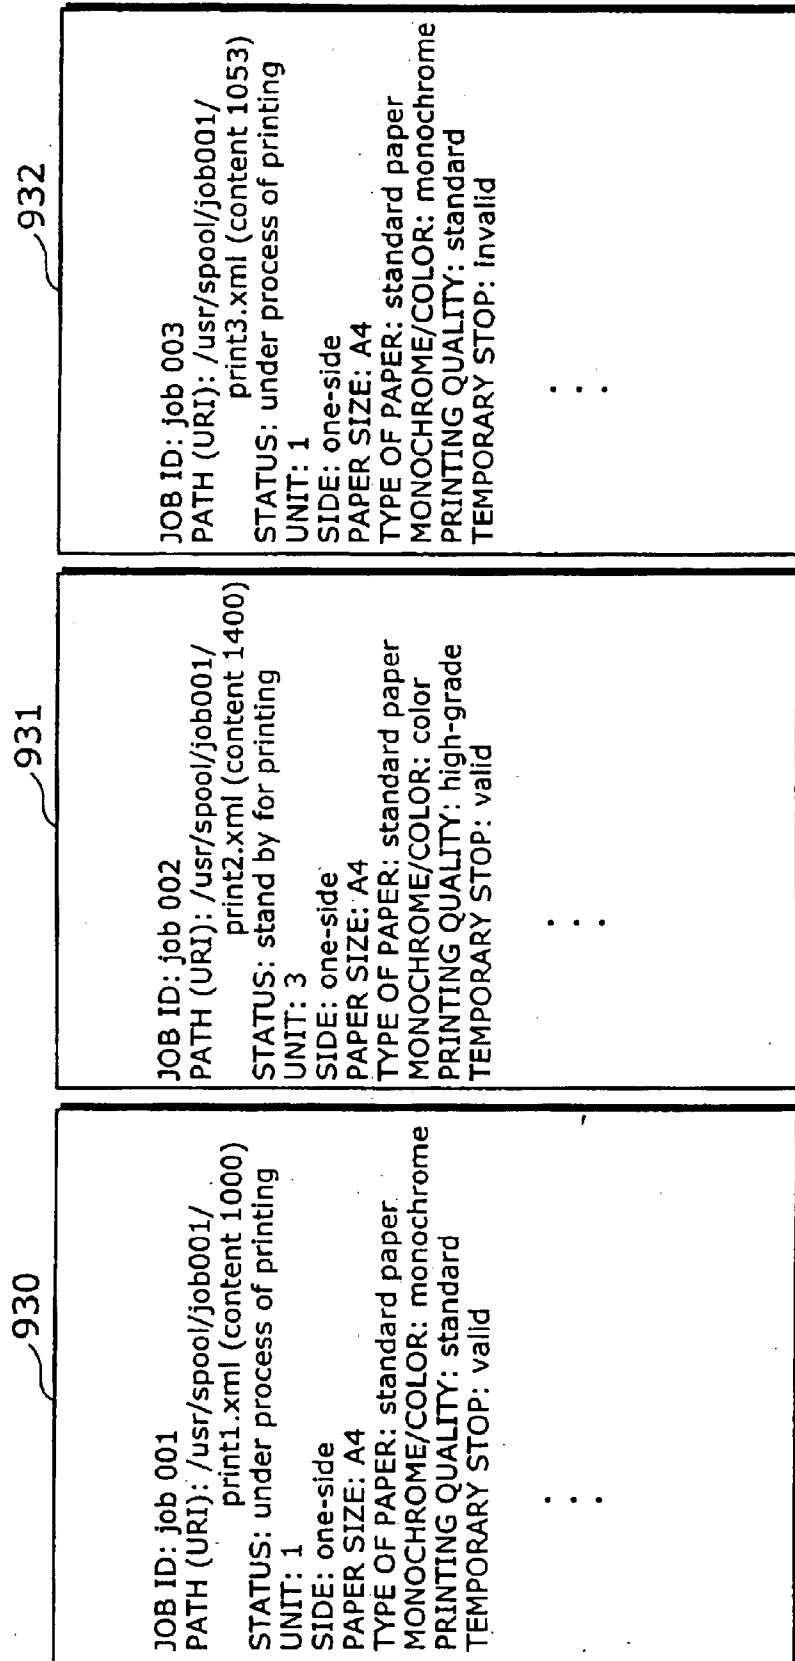 930
JOB ID: job 001
PATH (URI): /usr/spool/job001/
print1.xml (content 1000)
STATUS: under process of printing
UNIT: 1
SIDE: one-side
PAPER SIZE: A4
TYPE OF PAPER: standard paper
MONOCHROME/COLOR: monochrome
PRINTING QUALITY: standard
TEMPORARY STOP: valid
. . .
931
JOB ID: job 002
PATH (URI): /usr/spool/job001/
print2.xml (content 1400)
STATUS: stand by for printing
UNIT: 3
SIDE: one-side
PAPER SIZE: A4
TYPE OF PAPER: standard paper
MONOCHROME/COLOR: color
PRINTING QUALITY: high-grade
TEMPORARY STOP: valid
. . .
932
JOB ID: job 003
PATH (URI): /usr/spool/job001/
print3.xml (content 1053)
STATUS: under process of printing
UNIT: 1
SIDE: one-side
PAPER SIZE: A4
TYPE OF PAPER: standard paper
MONOCHROME/COLOR: monochrome
PRINTING QUALITY: standard
TEMPORARY STOP: invalid
. . .